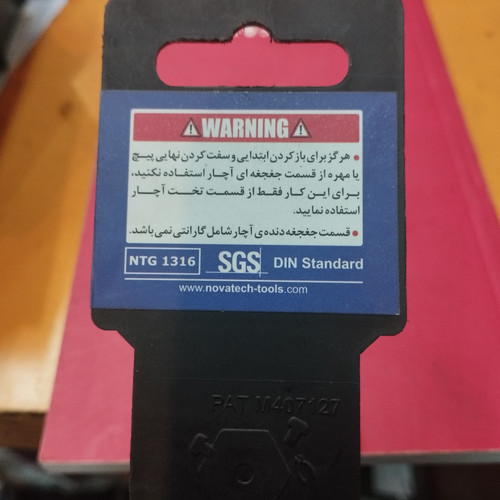 WARNING
• هرگز برای باز کردن ابتدایی و سفت کردن نهایی پیچ
یا مهره از قسمت جغجغه ای آچار استفاده نکنید،
برای این کار فقط از قسمت تخت آچار
استفاده نمایید.
• قسمت جغجغه دنده ی آچار شامل گارانتی نمی باشد.
NTG 1316 SGS DIN Standard
www.novatech-tools.com
PAT M407127